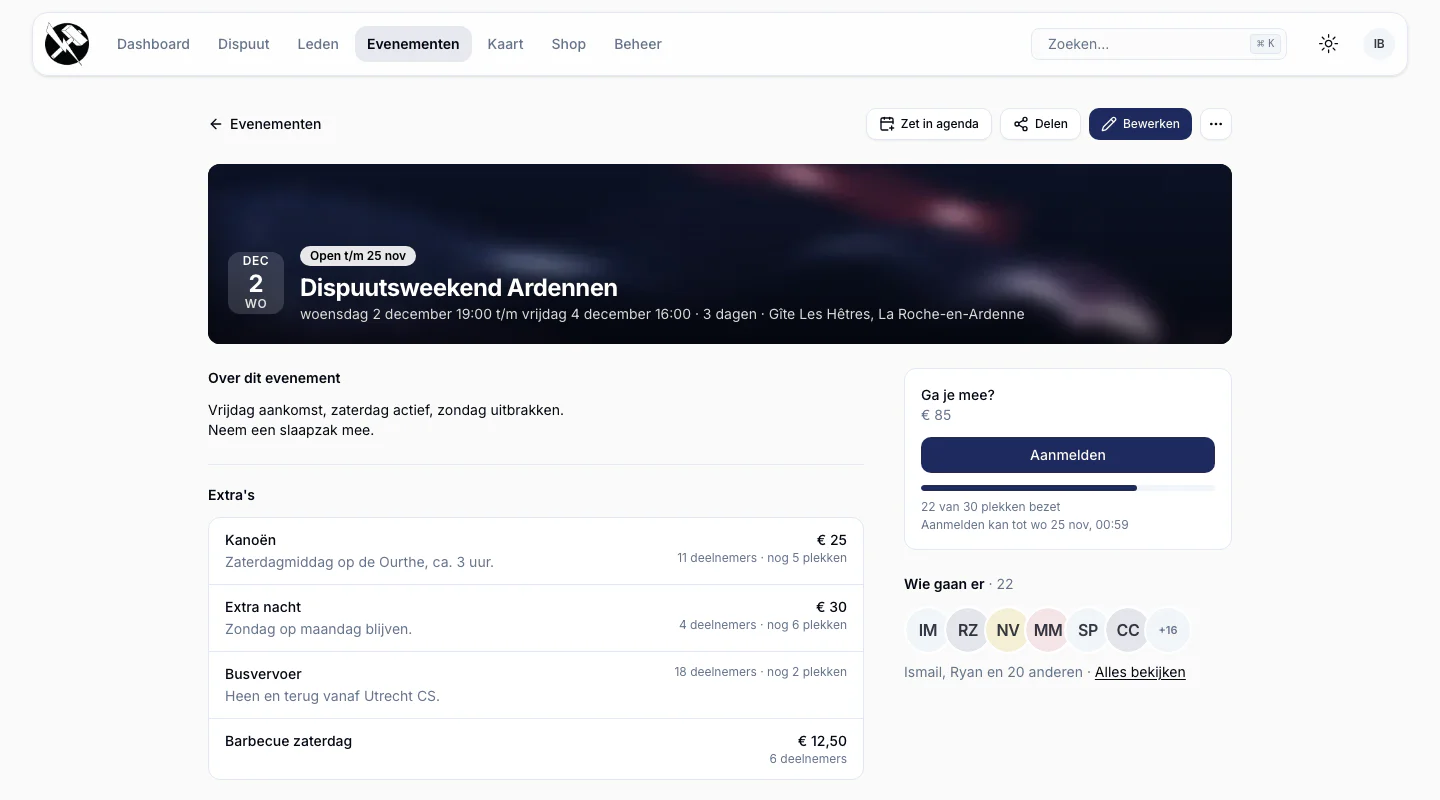 Dashboard Dispuut Leden Evenementen Kaart Shop Beheer Zoeken... ⌘ K IB
Evenementen Zet in agenda Delen Bewerken
DEC
2
WO
Open t/m 25 nov
Dispuutsweekend Ardennen
woensdag 2 december 19:00 t/m vrijdag 4 december 16:00 · 3 dagen · Gîte Les Hêtres, La Roche-en-Ardenne
Over dit evenement
Vrijdag aankomst, zaterdag actief, zondag uitbrakken.
Neem een slaapzak mee.
Extra's
Kanoën € 25
Zaterdagmiddag op de Ourthe, ca. 3 uur. 11 deelnemers · nog 5 plekken
Extra nacht € 30
Zondag op maandag blijven. 4 deelnemers · nog 6 plekken
Busvervoer 18 deelnemers · nog 2 plekken
Heen en terug vanaf Utrecht CS.
Barbecue zaterdag € 12,50
6 deelnemers
Ga je mee?
€ 85
Aanmelden
22 van 30 plekken bezet
Aanmelden kan tot wo 25 nov, 00:59
Wie gaan er · 22
IM RZ NV MM SP CC +16
Ismail, Ryan en 20 anderen · Alles bekijken